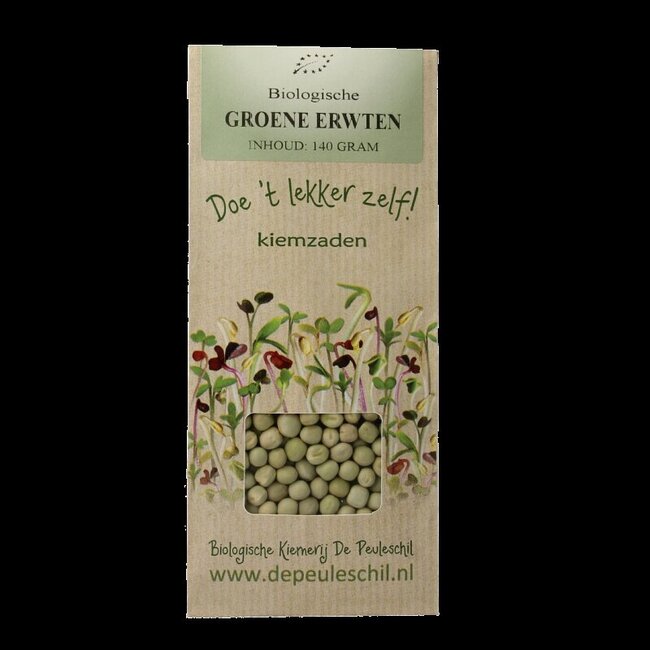 Biologische
GROENE ERWTEN
INHOUD: 140 GRAM
Doe 't lekker zelf!
kiemzaden
Biologische Kiemerij De Peuleschil
www.depeuleschil.nl